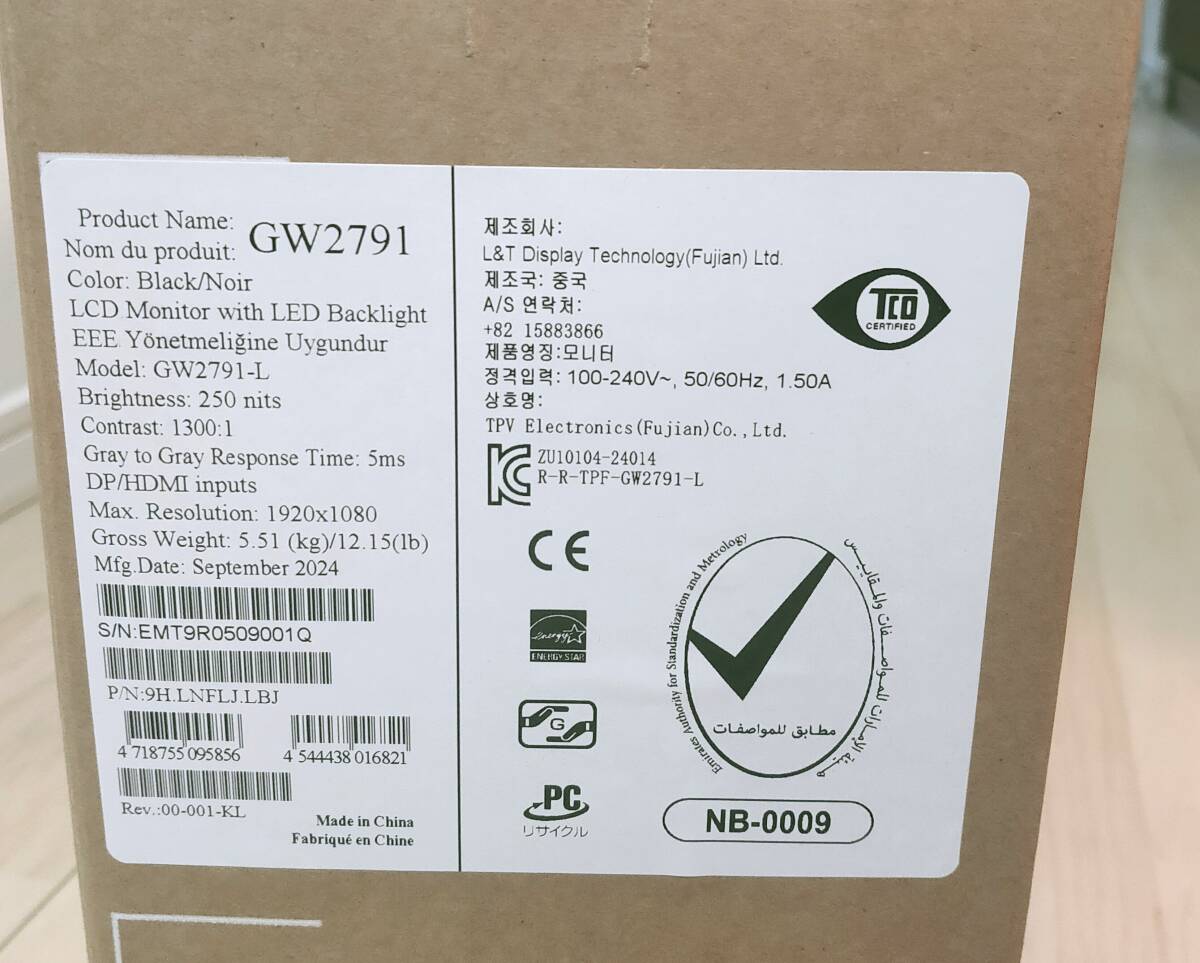 Product Name:
Nom du produit:
GW2791
Color: Black/Noir
LCD Monitor with LED Backlight
EEE Yönetmeliğine Uygundur
Model: GW2791-L
Brightness: 250 nits
Contrast: 1300:1
Gray to Gray Response Time: 5ms
DP/HDMI inputs
Max. Resolution: 1920x1080
Gross Weight: 5.51 (kg)/12.15(lb)
Mfg.Date: September 2024
S/N:EMT9R0509001Q
P/N:9H.LNFLJ.LBJ
4 718755 095856
4 544438 016821
Rev.:00-001-KL
Made in China
Fabriqué en Chine
제조회사:
L&T Display Technology(Fujian) Ltd.
제조국: 중국
A/S 연락처:
+82 15883866
제품명칭:모니터
정격입력: 100-240V~, 50/60Hz, 1.50A
상호명:
TPV Electronics(Fujian)Co.,Ltd.
ZU10104-24014
R-R-TPF-GW2791-L
TCO
CERTIFIED
CE
energy
ENERGY STAR
G
PC
リサイクル
Emirates Authority for Standardization and Metrology
هيئة الإمارات للمواصفات والمقاييس
مطابق للمواصفات
NB-0009